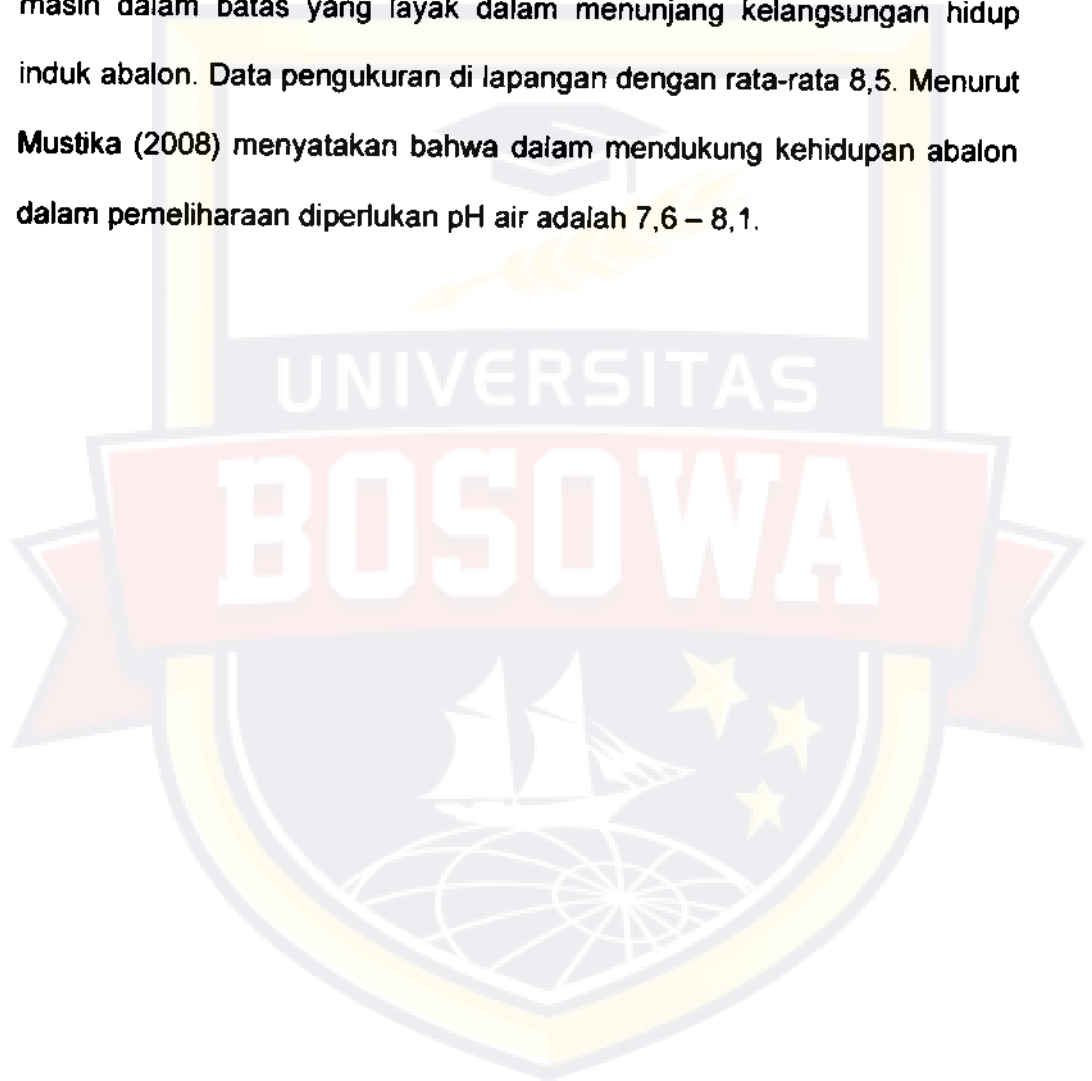 masih dalam batas yang layak dalam menunjang kelangsungan hidup
induk abalon. Data pengukuran di lapangan dengan rata-rata 8,5. Menurut
Mustika (2008) menyatakan bahwa dalam mendukung kehidupan abalon
dalam pemeliharaan diperlukan pH air adalah 7,6 – 8,1.
UNIVERSITAS
BOSOWA